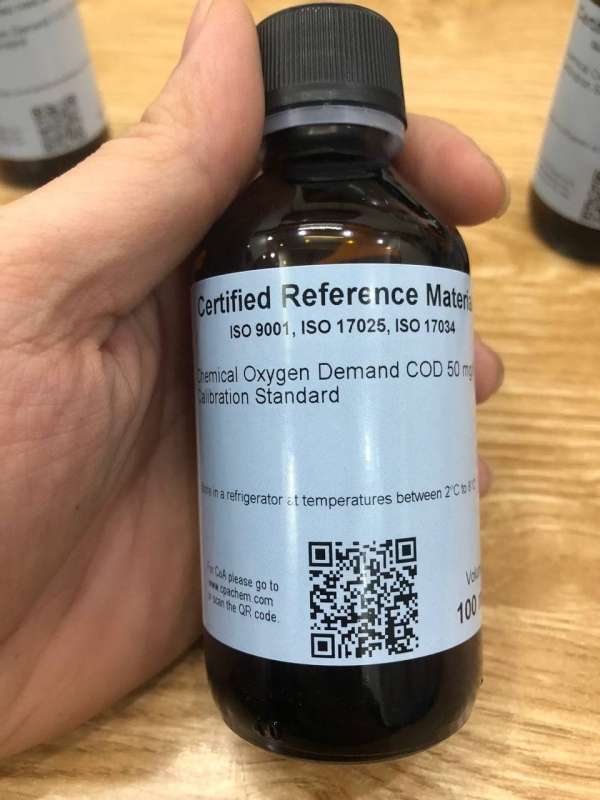 Certified Reference Materia
ISO 9001, ISO 17025, ISO 17034
Chemical Oxygen Demand COD 50 mg
Calibration Standard
Store in a refrigerator at temperatures between 2°C to 8°C
For CoA please go to
www.cpachem.com
or scan the QR code.
Volu
100 m